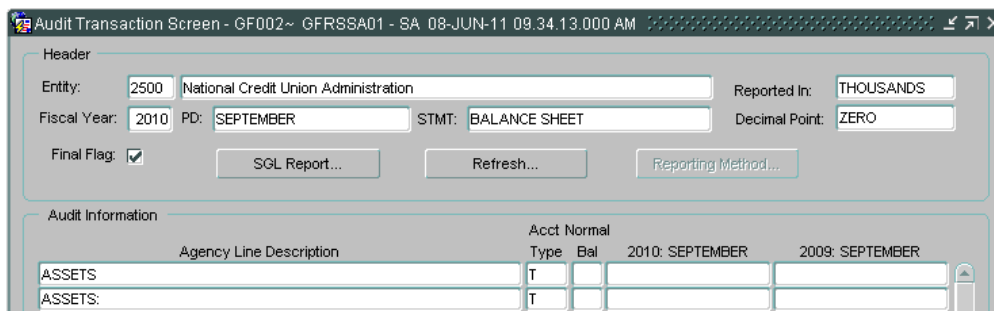 Audit Transaction Screen - GF002~ GFRSSA01 - SA 08-JUN-11 09.34.13.000 AM
Header
Entity: 2500 National Credit Union Administration Reported In: THOUSANDS
Fiscal Year: 2010 PD: SEPTEMBER STMT: BALANCE SHEET Decimal Point: ZERO
Final Flag: SGL Report... Refresh... Reporting Method...
Audit Information
Acct Normal
Agency Line Description Type Bal 2010: SEPTEMBER 2009: SEPTEMBER
ASSETS T
ASSETS: T